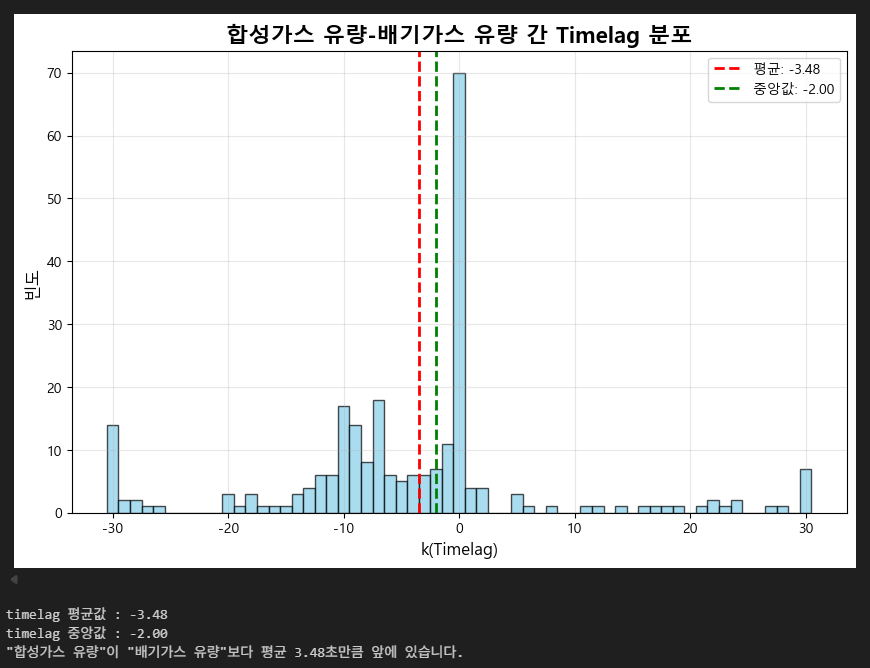 합성가스 유량-배기가스 유량 간 Timelag 분포
평균: -3.48
중앙값: -2.00
빈도
70
60
50
40
30
20
10
0
-30
-20
-10
0
10
20
30
k(Timelag)
timelag 평균값 : -3.48
timelag 중앙값 : -2.00
"합성가스 유량"이 "배기가스 유량"보다 평균 3.48초만큼 앞에 있습니다.